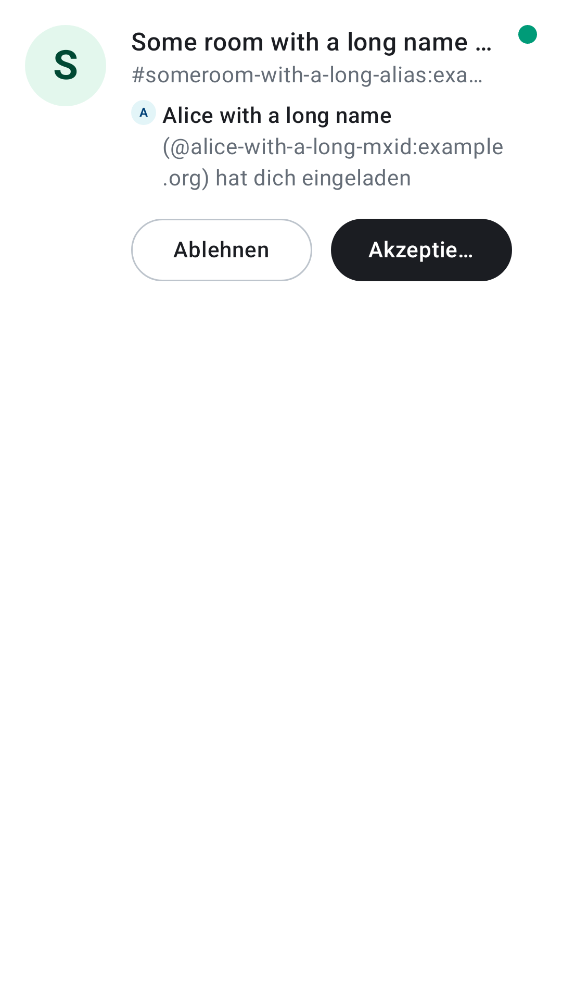 S
Some room with a long name …
#someroom-with-a-long-alias:exa…
A
Alice with a long name
(@alice-with-a-long-mxid:example
.org) hat dich eingeladen
Ablehnen
Akzeptie…